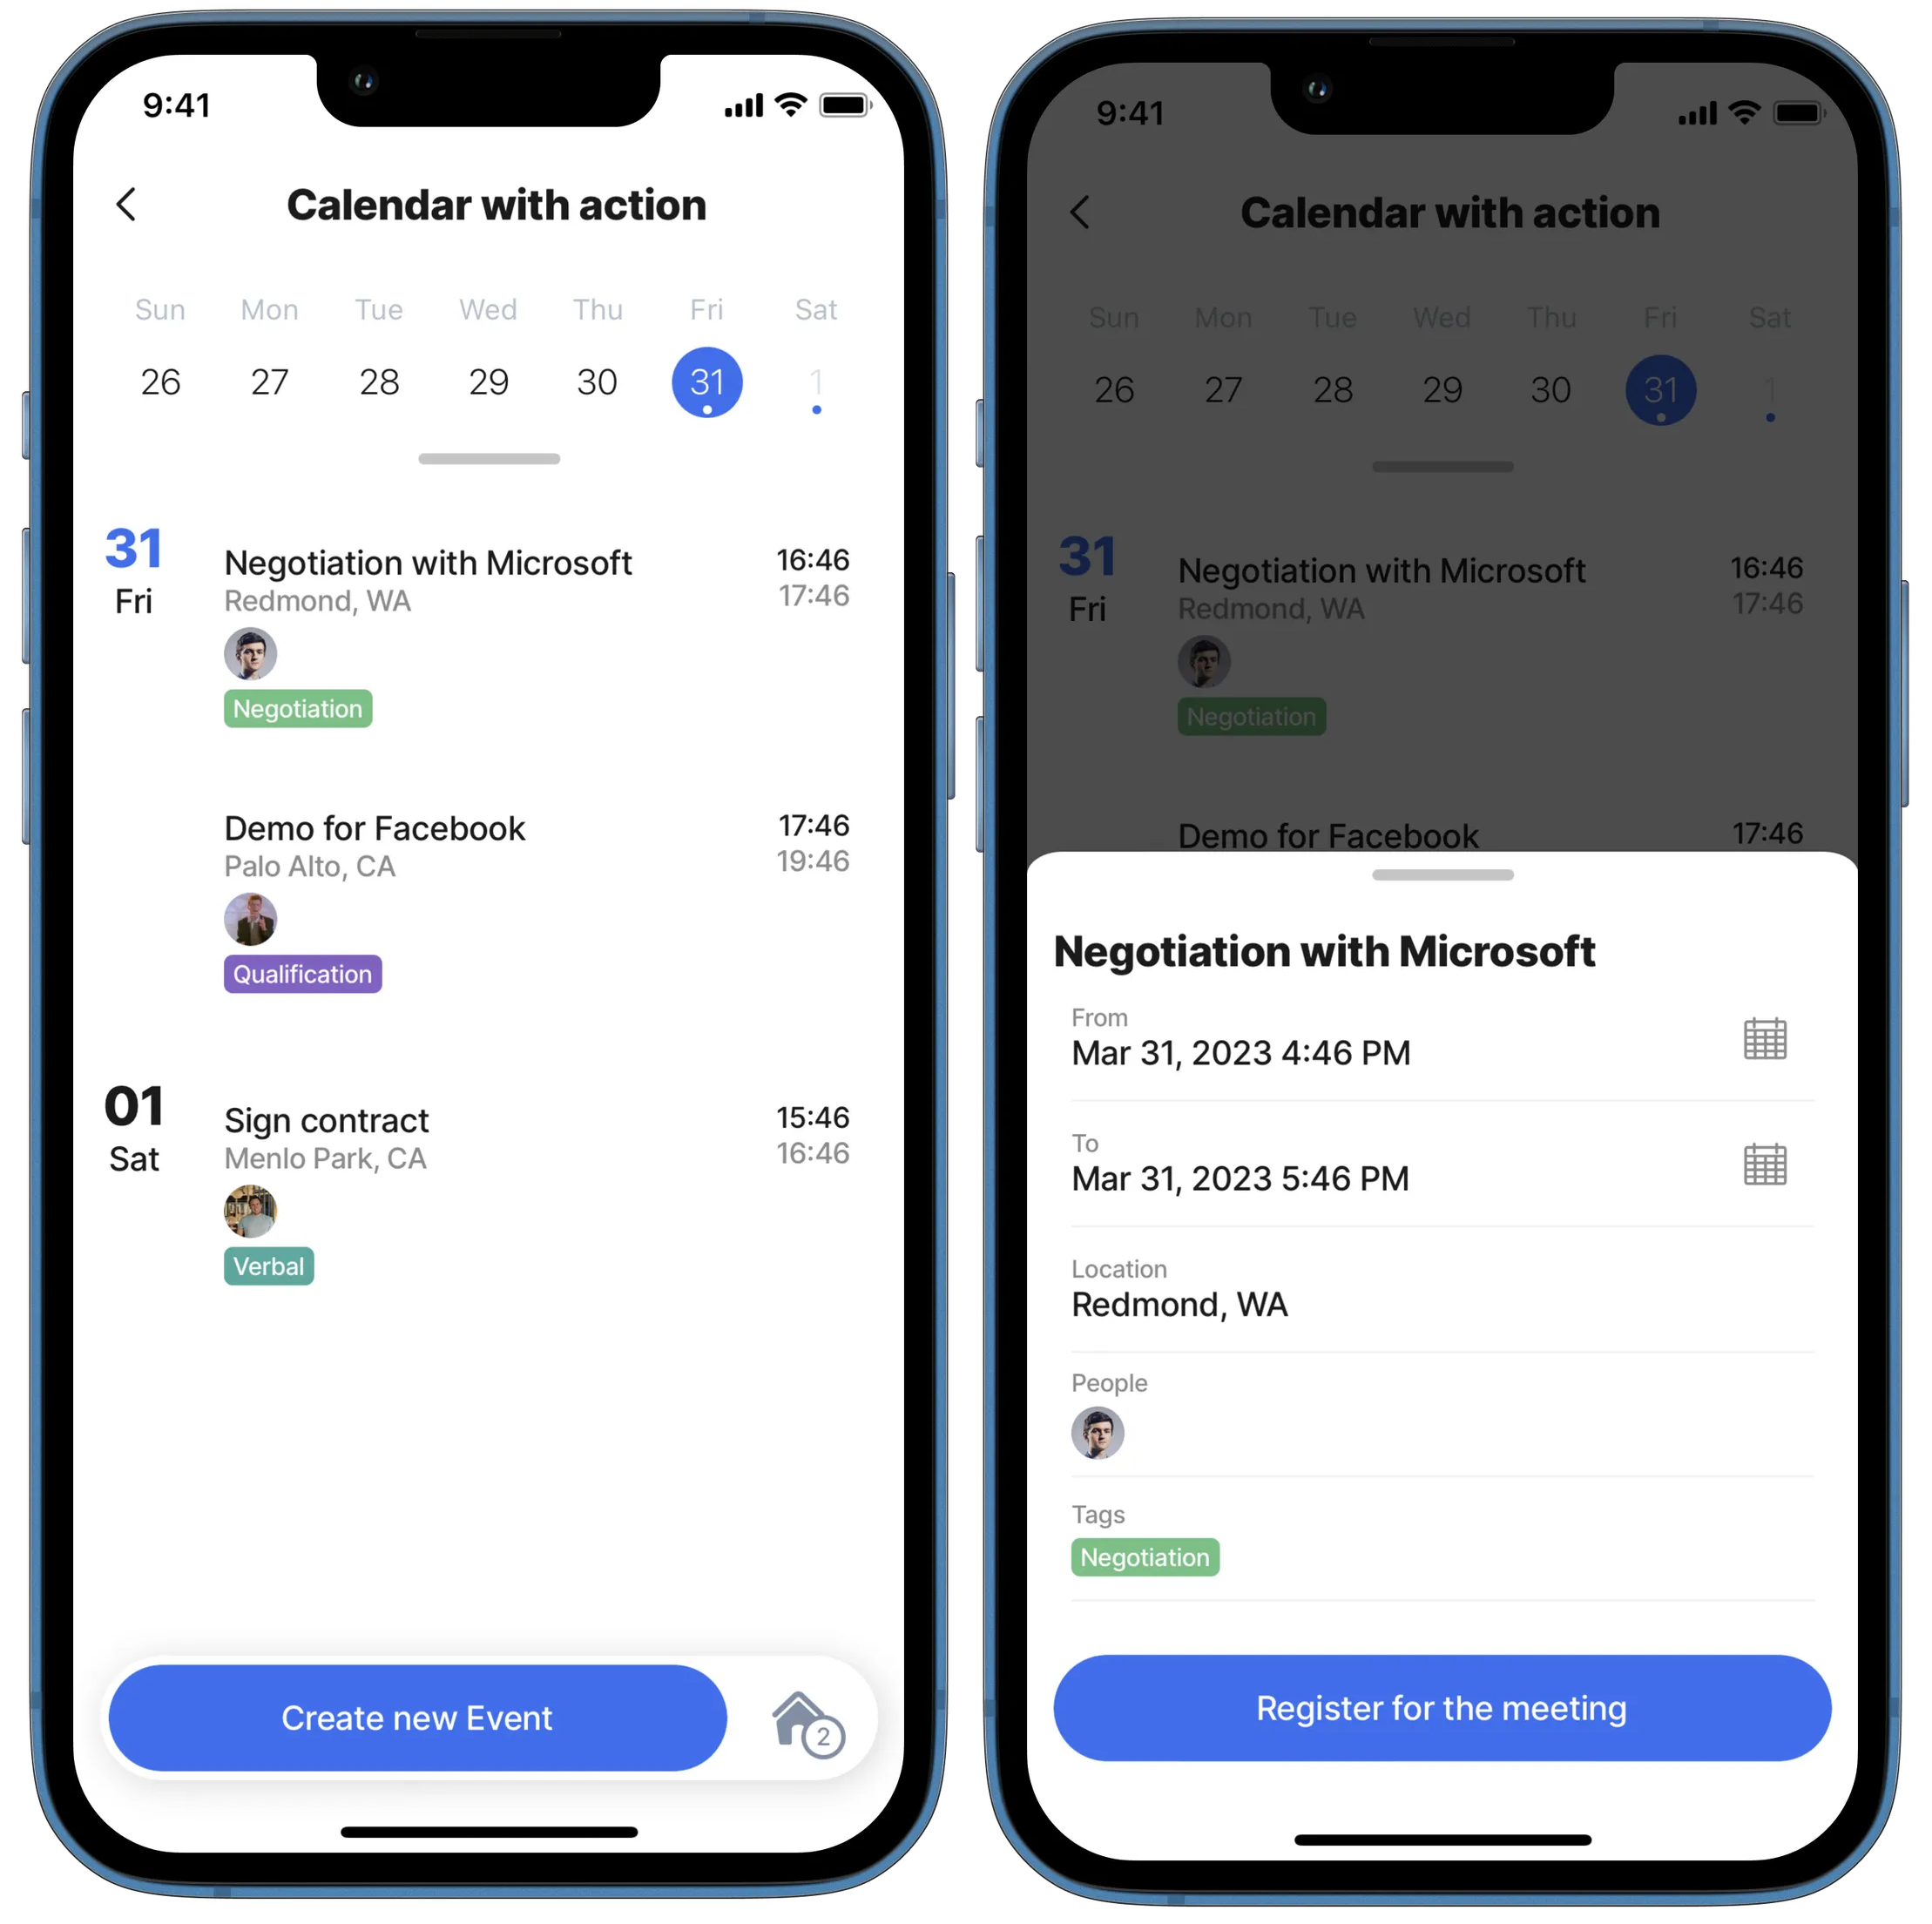 9:41
Calendar with action
Sun Mon Tue Wed Thu Fri Sat
26 27 28 29 30 31 1
31
Fri
Negotiation with Microsoft 16:46
Redmond, WA 17:46
Negotiation
Demo for Facebook 17:46
Palo Alto, CA 19:46
Qualification
01
Sat
Sign contract 15:46
Menlo Park, CA 16:46
Verbal
Create new Event
2
9:41
Calendar with action
Sun Mon Tue Wed Thu Fri Sat
26 27 28 29 30 31 1
31
Fri
Negotiation with Microsoft 16:46
Redmond, WA 17:46
Negotiation
Demo for Facebook 17:46
Negotiation with Microsoft
From
Mar 31, 2023 4:46 PM
To
Mar 31, 2023 5:46 PM
Location
Redmond, WA
People
Tags
Negotiation
Register for the meeting